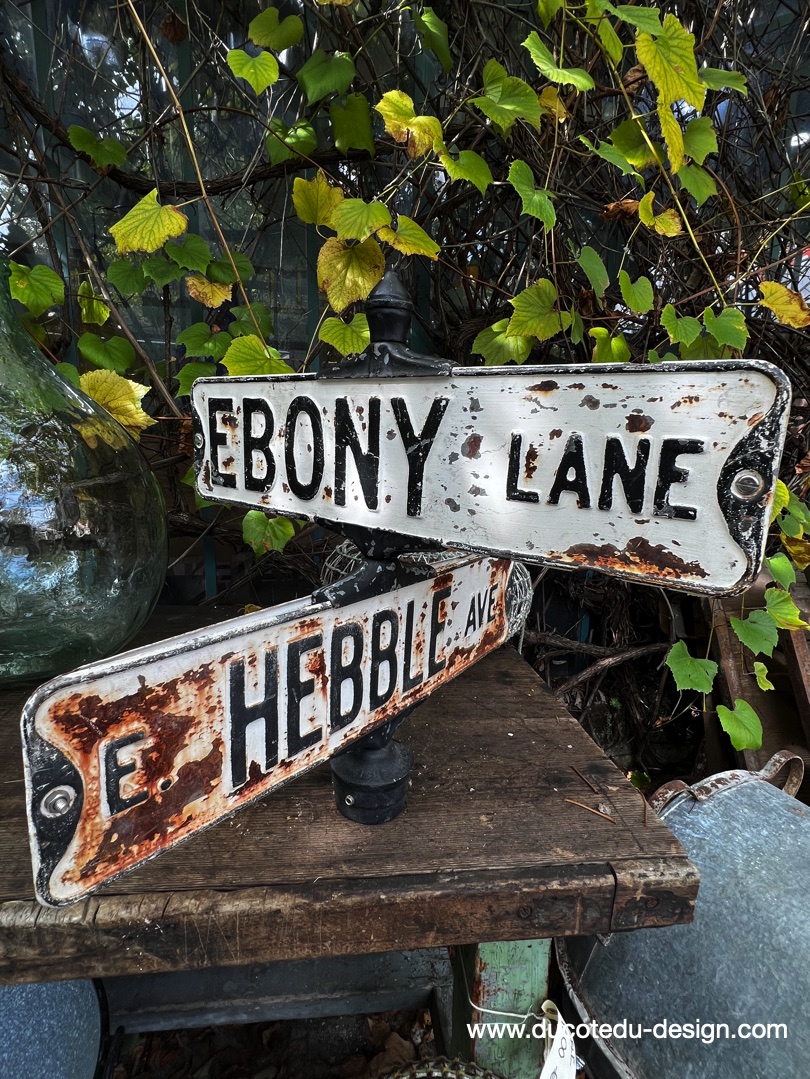 EBONY LANE
E. HEBBLE AVE
www.ducotedu-design.com